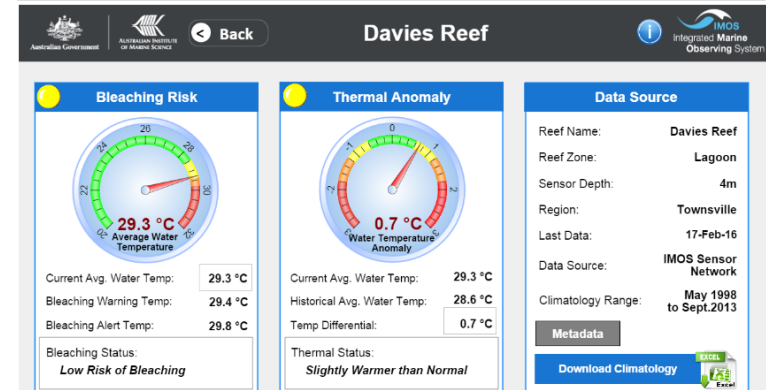 Australian Government
AUSTRALIAN INSTITUTE
OF MARINE SCIENCE
Back
Davies Reef
i
IMOS
Integrated Marine
Observing System
Bleaching Risk
20
22
24
26
28
30
32
29.3 °C
Average Water
Temperature
Current Avg. Water Temp: 29.3 °C
Bleaching Warning Temp: 29.4 °C
Bleaching Alert Temp: 29.8 °C
Bleaching Status:
Low Risk of Bleaching
Thermal Anomaly
-3
-2
-1
0
1
2
3
0.7 °C
Water Temperature
Anomaly
Current Avg. Water Temp: 29.3 °C
Historical Avg. Water Temp: 28.6 °C
Temp Differential: 0.7 °C
Thermal Status:
Slightly Warmer than Normal
Data Source
Reef Name: Davies Reef
Reef Zone: Lagoon
Sensor Depth: 4m
Region: Townsville
Last Data: 17-Feb-16
Data Source: IMOS Sensor
Network
Climatology Range: May 1998
to Sept.2013
Metadata
Download Climatology
EXCEL
Excel